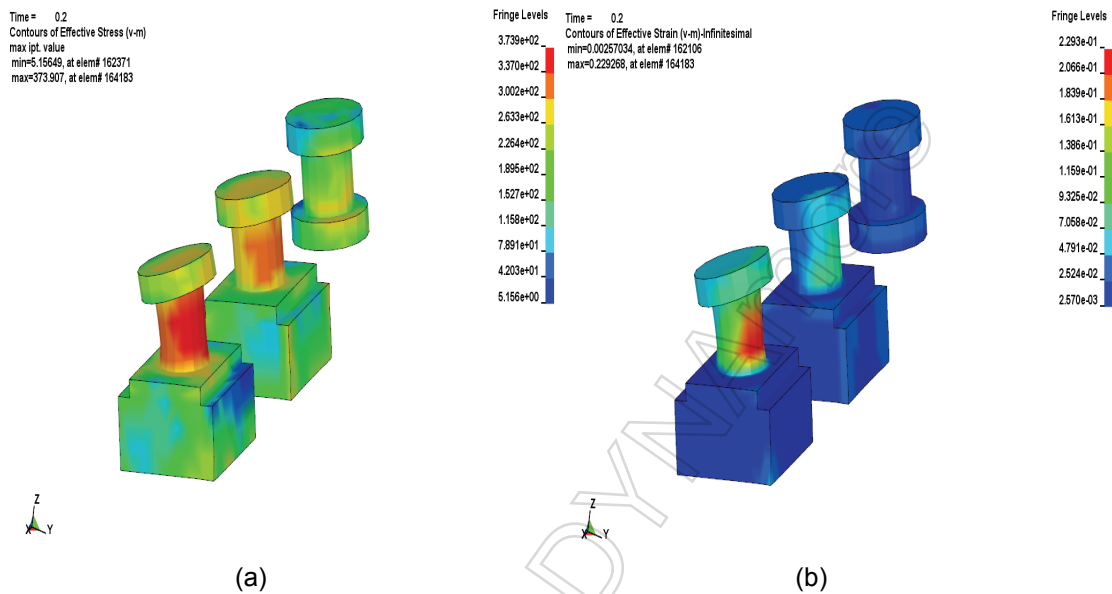 Time =    0.2
Contours of Effective Stress (v-m)
max ipt. value
min=5.15649, at elem# 162371
max=373.907, at elem# 164183
Fringe Levels
3.739e+02
3.370e+02
3.002e+02
2.633e+02
2.264e+02
1.895e+02
1.527e+02
1.158e+02
7.891e+01
4.203e+01
5.156e+00
Z
X
Y
(a)
Time =    0.2
Contours of Effective Strain (v-m)-Infinitesimal
min=0.00257034, at elem# 162106
max=0.229268, at elem# 164183
Fringe Levels
2.293e-01
2.066e-01
1.839e-01
1.613e-01
1.386e-01
1.159e-01
9.325e-02
7.058e-02
4.791e-02
2.524e-02
2.570e-03
Z
X
Y
(b)
DYNAmore